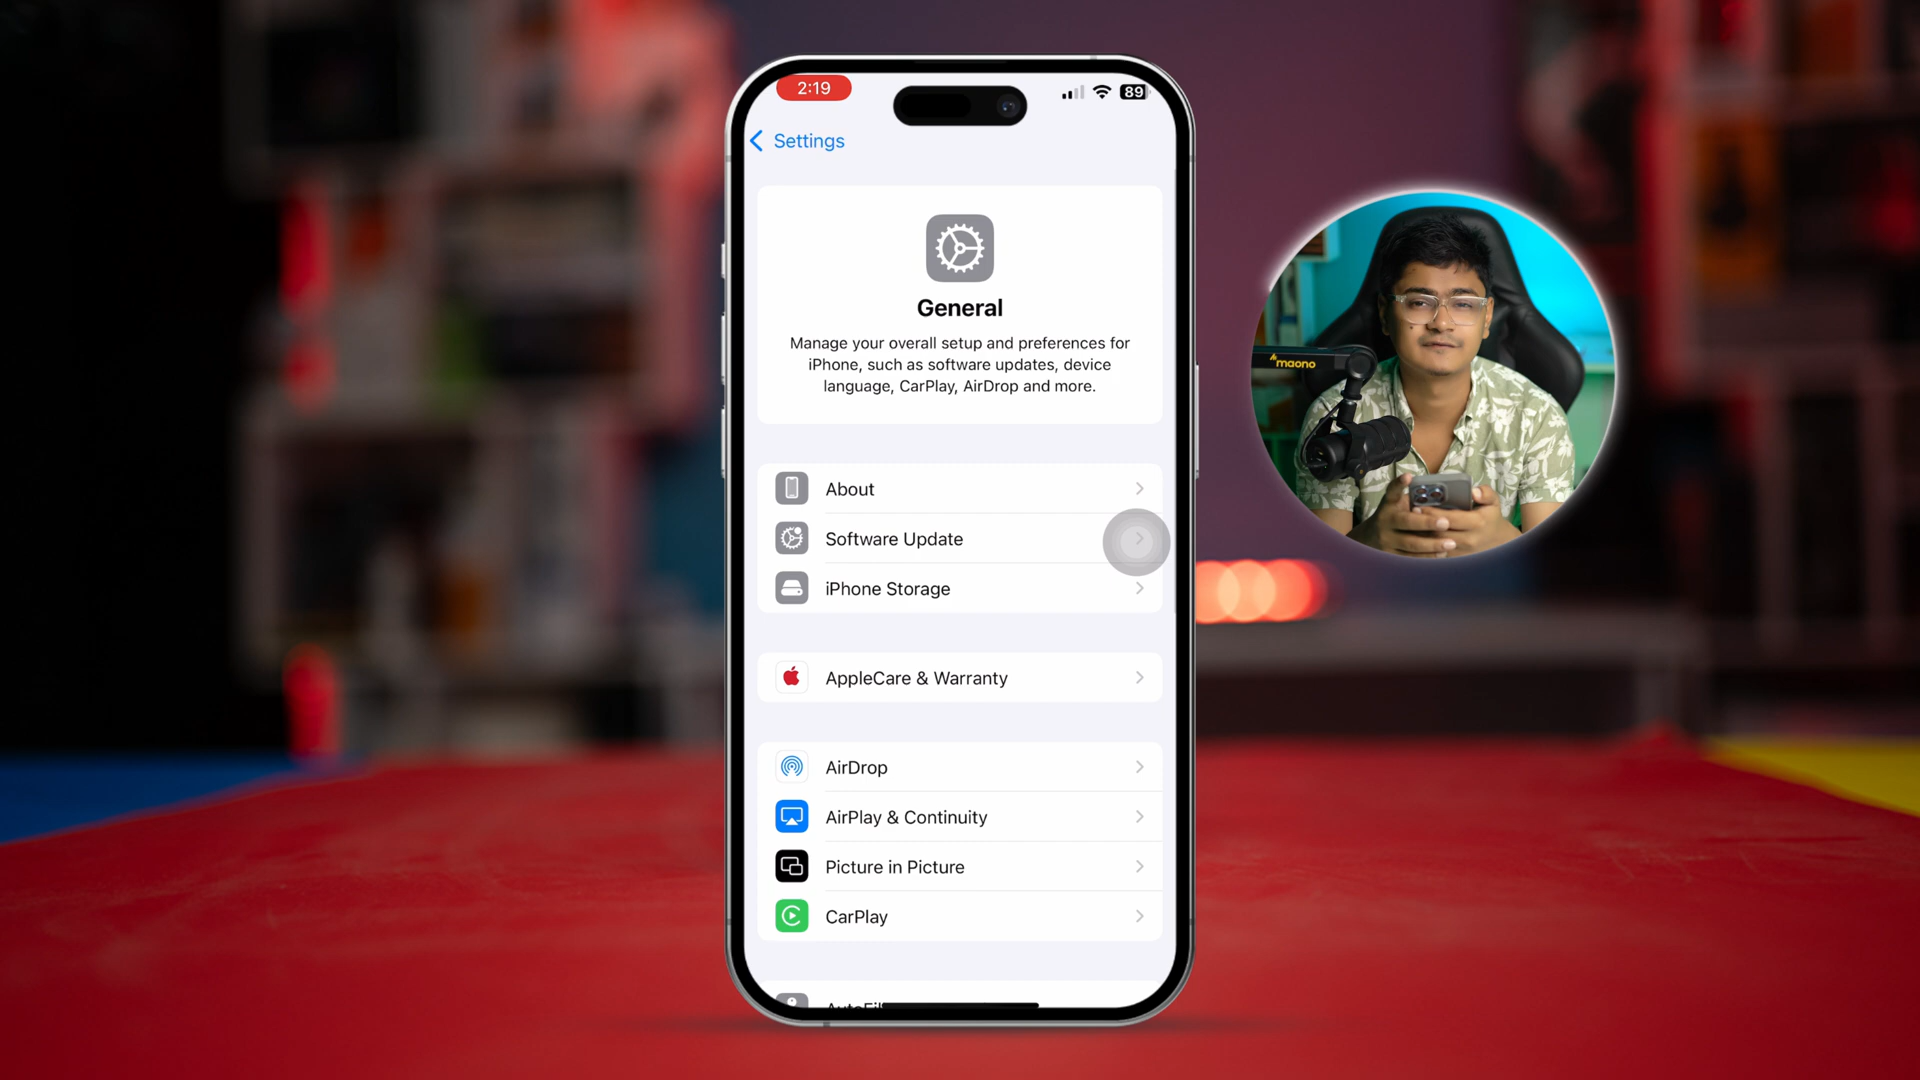 2:19
89
Settings
General
Manage your overall setup and preferences for
iPhone, such as software updates, device
language, CarPlay, AirDrop and more.
maono
About
Software Update
iPhone Storage
AppleCare & Warranty
AirDrop
AirPlay & Continuity
Picture in Picture
CarPlay